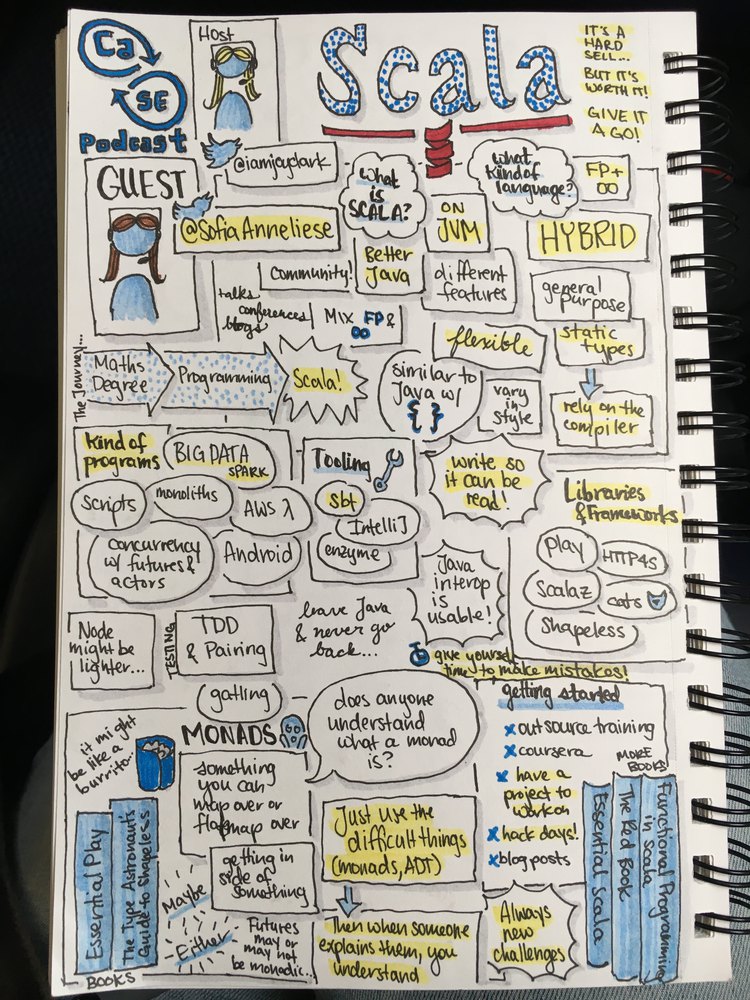 Ca
SE
Podcast
Host
Scala
IT'S A
HARD
SELL...
BUT IT'S
WORTH IT!
GIVE IT
A GO!
@iamjoyclark
GUEST
@SofiaAnneliese
What
is
SCALA?
what
kind of
language?
FP +
OO
ON
JVM
HYBRID
Community!
talks
conferences
blogs
Better
Java
different
features
general
purpose
Mix FP &
OO
flexible
static
types
rely on the
compiler
The Journey...
Maths
Degree
Programming
Scala!
similar to
Java w/
{ }
vary
in
style
kind of
programs
BIG DATA
SPARK
scripts
monoliths
AWS λ
concurrency
w/ futures &
actors
Android
Tooling
sbt
IntelliJ
enzyme
write so
it can be
read!
Libraries
& Frameworks
play
HTTP4S
Scalaz
cats
Shapeless
Java
interop
is
usable!
Node
might be
lighter...
TESTING
TDD
& Pairing
gatling
leave Java
& never go
back...
give yourself
time to make mistakes!
getting started
x outsource training
x coursera
x have a
project to
work on
x hack days!
x blog posts
MORE
BOOKS
Essential Scala
The Red Book
Functional Programming
in Scala
it might
be like a
burrito...
MONADS
does anyone
understand
what a monad
is?
something
you can
map over or
flatmap over
getting in
side of
something
Maybe
Either
Futures
may or may
not be monadic...
Just use the
difficult things
(monads, ADT)
Then when someone
explains them, you
understand
Always
new
challenges
Essential Play
The Type Astronaut's
Guide to Shapeless
BOOKS